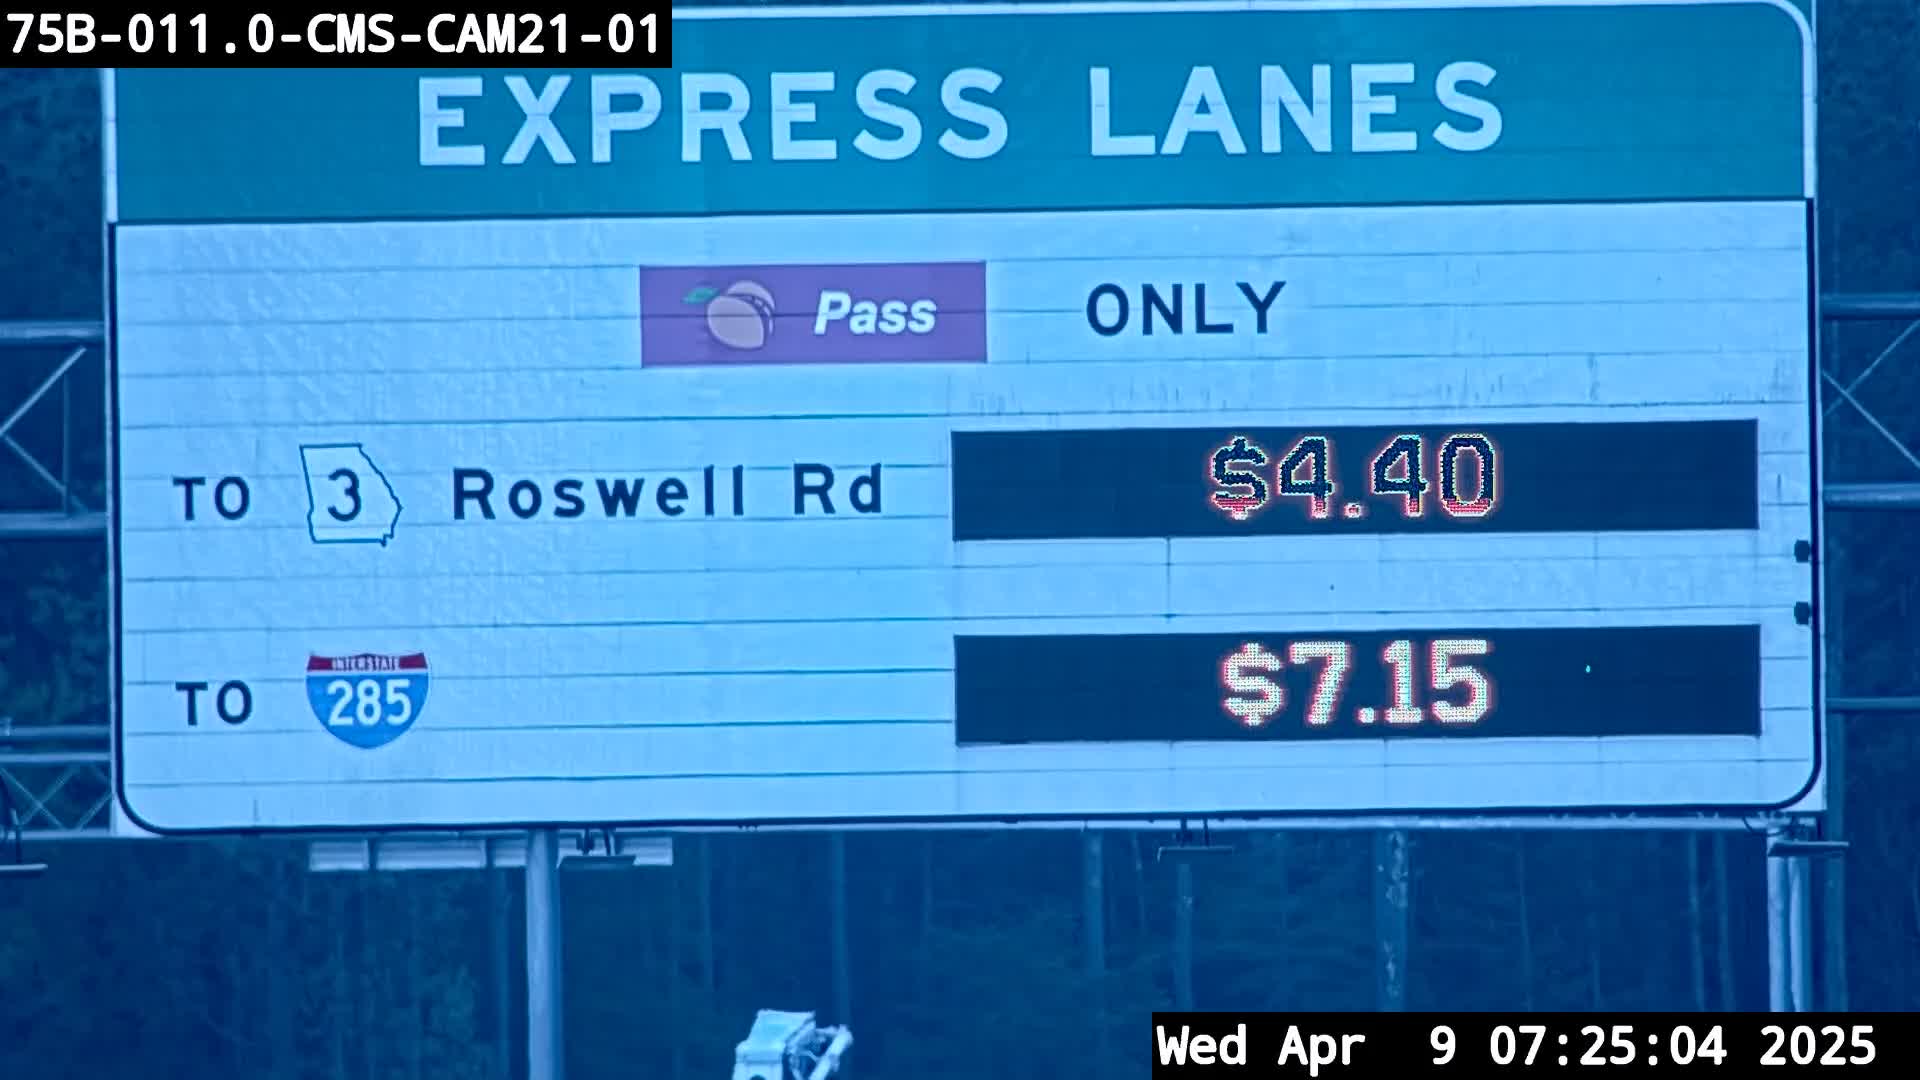 75B-011.0-CMS-CAM21-01
EXPRESS LANES
Pass ONLY
TO 3 Roswell Rd $4.40
TO INTERSTATE 285 $7.15
Wed Apr 9 07:25:04 2025